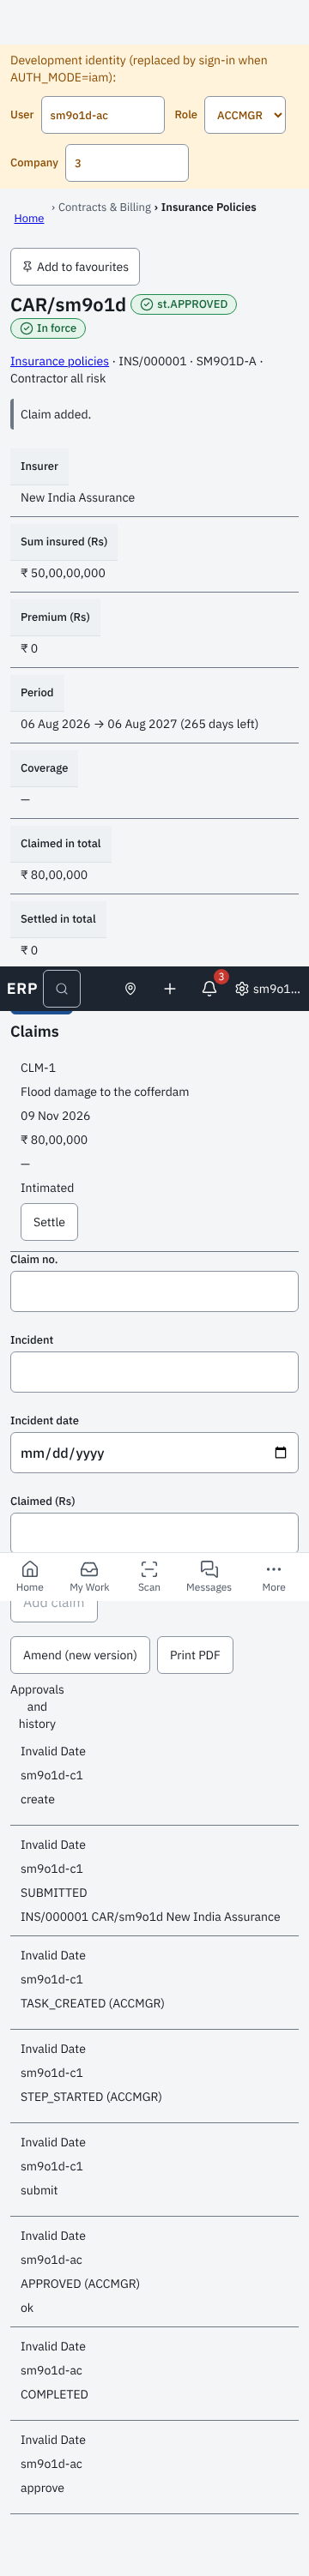 Development identity (replaced by sign-in when
AUTH_MODE=iam):
User sm9o1d-ac Role ACCMGR
Company 3
Home › Contracts & Billing › Insurance Policies
Add to favourites
CAR/sm9o1d st.APPROVED
In force
Insurance policies · INS/000001 · SM9O1D-A ·
Contractor all risk
Claim added.
Insurer
New India Assurance
Sum insured (Rs)
₹ 50,00,00,000
Premium (Rs)
₹ 0
Period
06 Aug 2026 → 06 Aug 2027 (265 days left)
Coverage
—
Claimed in total
₹ 80,00,000
Settled in total
₹ 0
ERP 3 sm9o1...
Claims
CLM-1
Flood damage to the cofferdam
09 Nov 2026
₹ 80,00,000
—
Intimated
Settle
Claim no.
Incident
Incident date
mm/dd/yyyy
Claimed (Rs)
Home My Work Scan Messages More
Add claim
Amend (new version) Print PDF
Approvals
and
history
Invalid Date
sm9o1d-c1
create
Invalid Date
sm9o1d-c1
SUBMITTED
INS/000001 CAR/sm9o1d New India Assurance
Invalid Date
sm9o1d-c1
TASK_CREATED (ACCMGR)
Invalid Date
sm9o1d-c1
STEP_STARTED (ACCMGR)
Invalid Date
sm9o1d-c1
submit
Invalid Date
sm9o1d-ac
APPROVED (ACCMGR)
ok
Invalid Date
sm9o1d-ac
COMPLETED
Invalid Date
sm9o1d-ac
approve